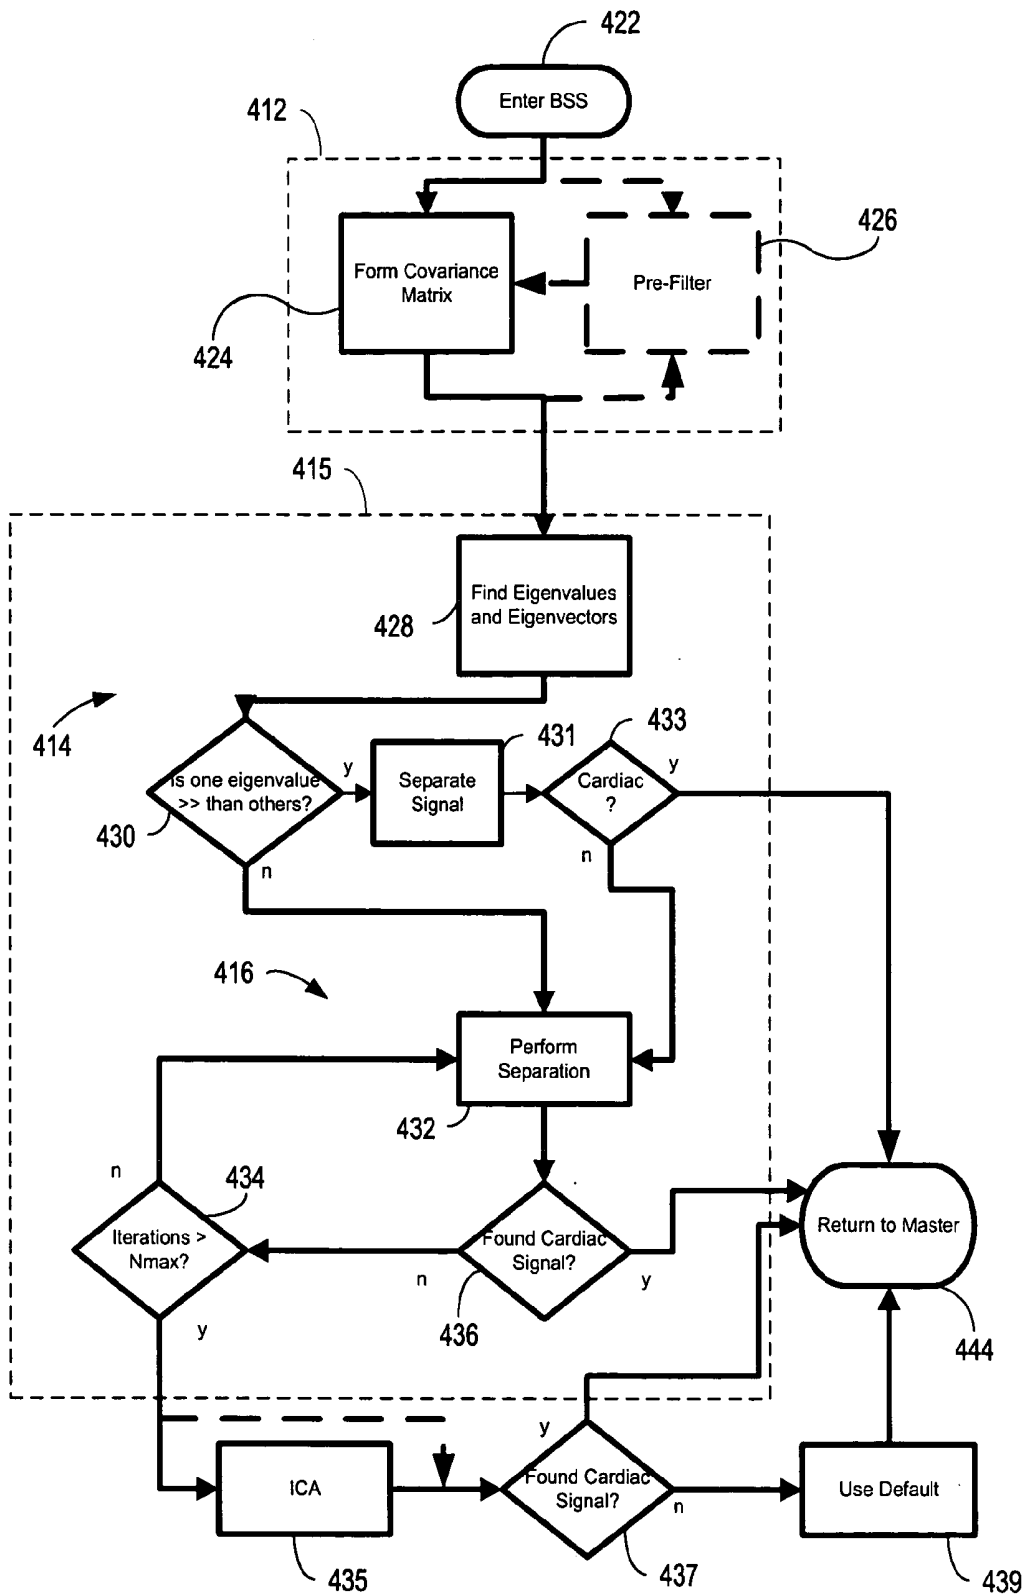 422
Enter BSS
412
426
Form Covariance
Matrix
Pre-Filter
424
415
Find Eigenvalues
and Eigenvectors
428
414
431
433
Is one eigenvalue
>> than others?
y
Separate
Signal
Cardiac
?
y
430
n
n
416
Perform
Separation
432
n
434
Iterations >
Nmax?
Found Cardiac
Signal?
Return to Master
n
y
436
y
444
y
ICA
Found Cardiac
Signal?
n
Use Default
435
437
439